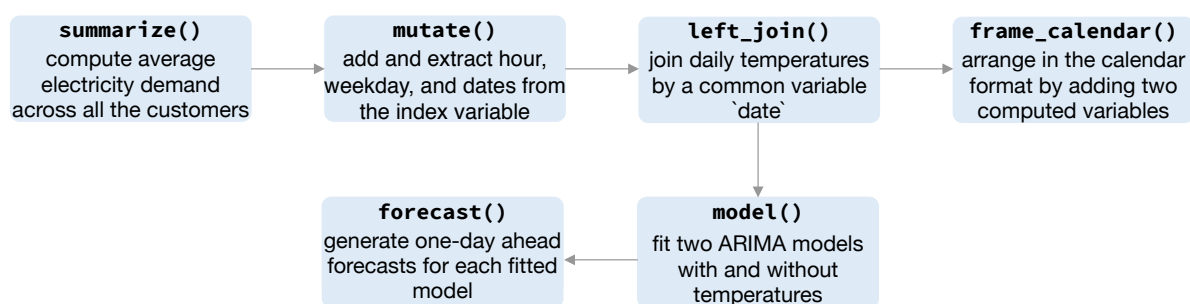 summarize()
compute average
electricity demand
across all the customers
mutate()
add and extract hour,
weekday, and dates from
the index variable
left_join()
join daily temperatures
by a common variable
`date`
frame_calendar()
arrange in the calendar
format by adding two
computed variables
forecast()
generate one-day ahead
forecasts for each fitted
model
model()
fit two ARIMA models
with and without
temperatures